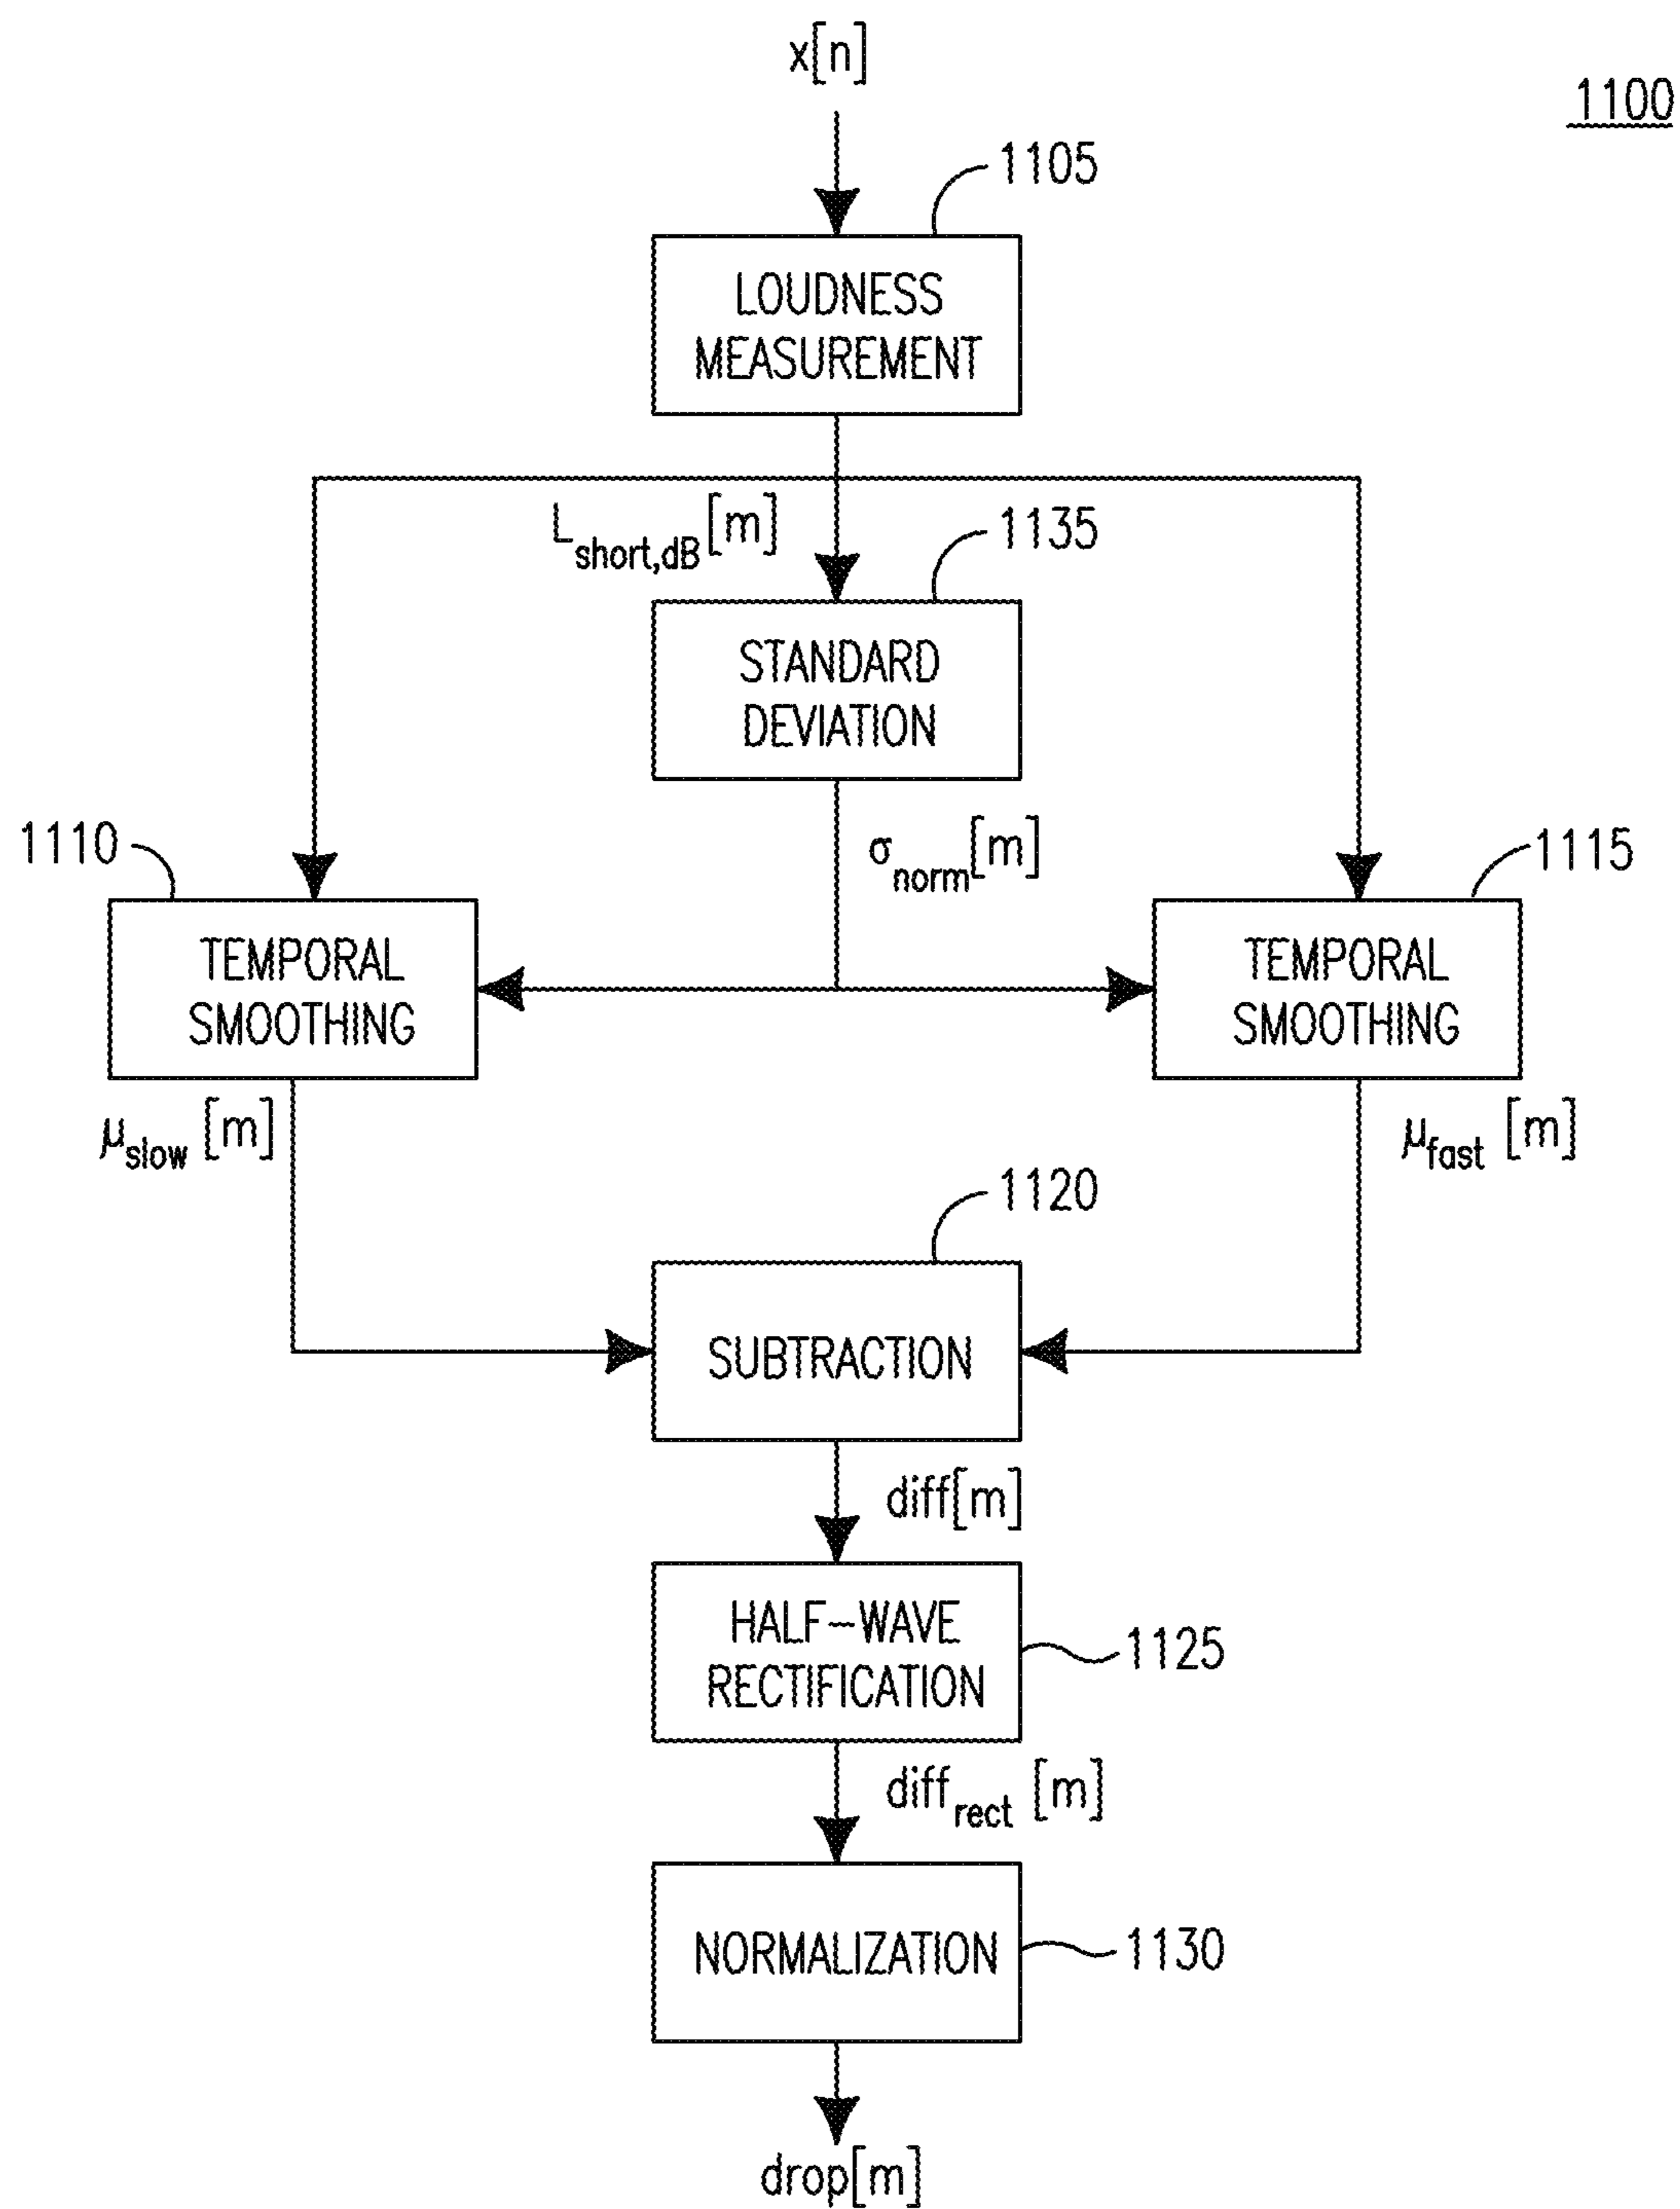 x[n]
1100
1105
LOUDNESS
MEASUREMENT
L short,dB [m]
1135
STANDARD
DEVIATION
σ norm [m]
1110
TEMPORAL
SMOOTHING
1115
TEMPORAL
SMOOTHING
μ slow [m]
μ fast [m]
1120
SUBTRACTION
diff[m]
HALF-WAVE
RECTIFICATION
1125
diff rect [m]
NORMALIZATION
1130
drop[m]